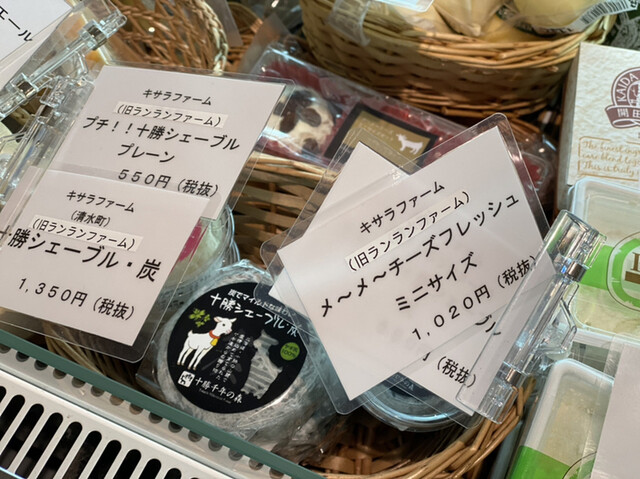 ール
キサラファーム
（旧ランランファーム）
プチ！！十勝シェーブル
プレーン
５５０円（税抜）
キサラファーム
（清水町）
（旧ランランファーム）
十勝シェーブル・炭
１，３５０円（税抜）
キサラファーム
（旧ランランファーム）
メ～メ～チーズフレッシュ
ミニサイズ
１，０２０円（税抜）
ブル
（税抜）
十勝シェーブル・炭
十勝千年の森
開田